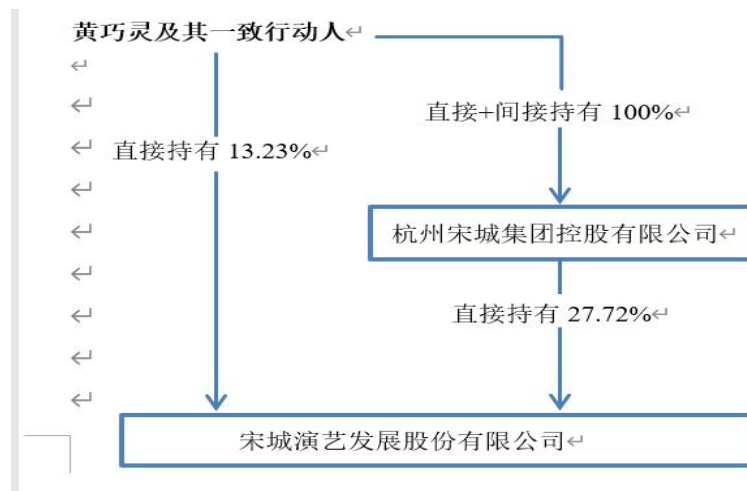 黄巧灵及其一致行动人
直接+间接持有 100%
直接持有 13.23%
杭州宋城集团控股有限公司
直接持有 27.72%
宋城演艺发展股份有限公司